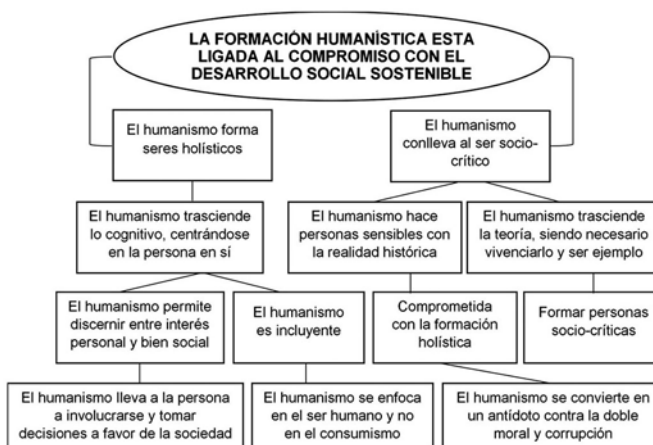 LA FORMACIÓN HUMANÍSTICA ESTA
LIGADA AL COMPROMISO CON EL
DESARROLLO SOCIAL SOSTENIBLE
El humanismo forma
seres holísticos
El humanismo
conlleva al ser socio-
crítico
El humanismo trasciende
lo cognitivo, centrándose
en la persona en sí
El humanismo hace
personas sensibles con
la realidad histórica
El humanismo trasciende
la teoría, siendo necesario
vivenciarlo y ser ejemplo
El humanismo permite
discernir entre interés
personal y bien social
El humanismo
es incluyente
Comprometida
con la formación
holística
Formar personas
socio-críticas
El humanismo lleva a la persona
a involucrarse y tomar
decisiones a favor de la sociedad
El humanismo se enfoca
en el ser humano y no
en el consumismo
El humanismo se convierte en
un antídoto contra la doble
moral y corrupción